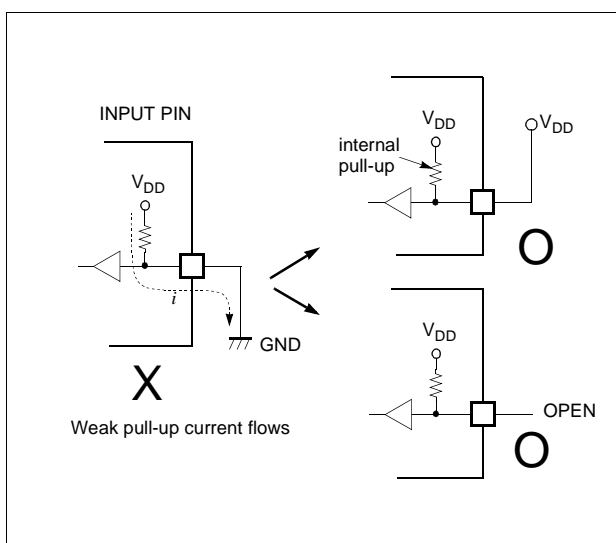 INPUT PIN
VDD
i
GND
X
Weak pull-up current flows
VDD
internal
pull-up
VDD
O
VDD
OPEN
O